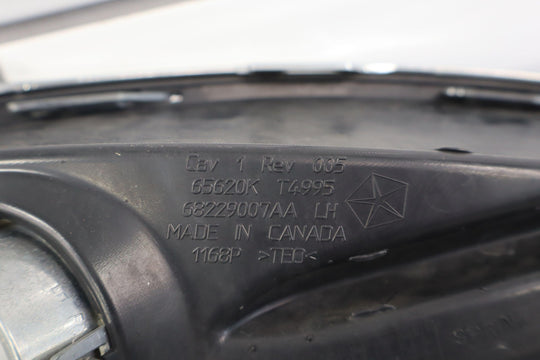 Cav 1 Rev 005
65620K T4995
68229007AA LH
MADE IN CANADA
1168P >TEO<